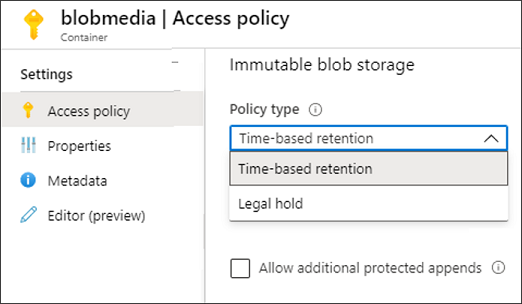 blobmedia | Access policy
Container
Settings
Access policy
Properties
Metadata
Editor (preview)
Immutable blob storage
Policy type
Time-based retention
Time-based retention
Legal hold
Allow additional protected appends